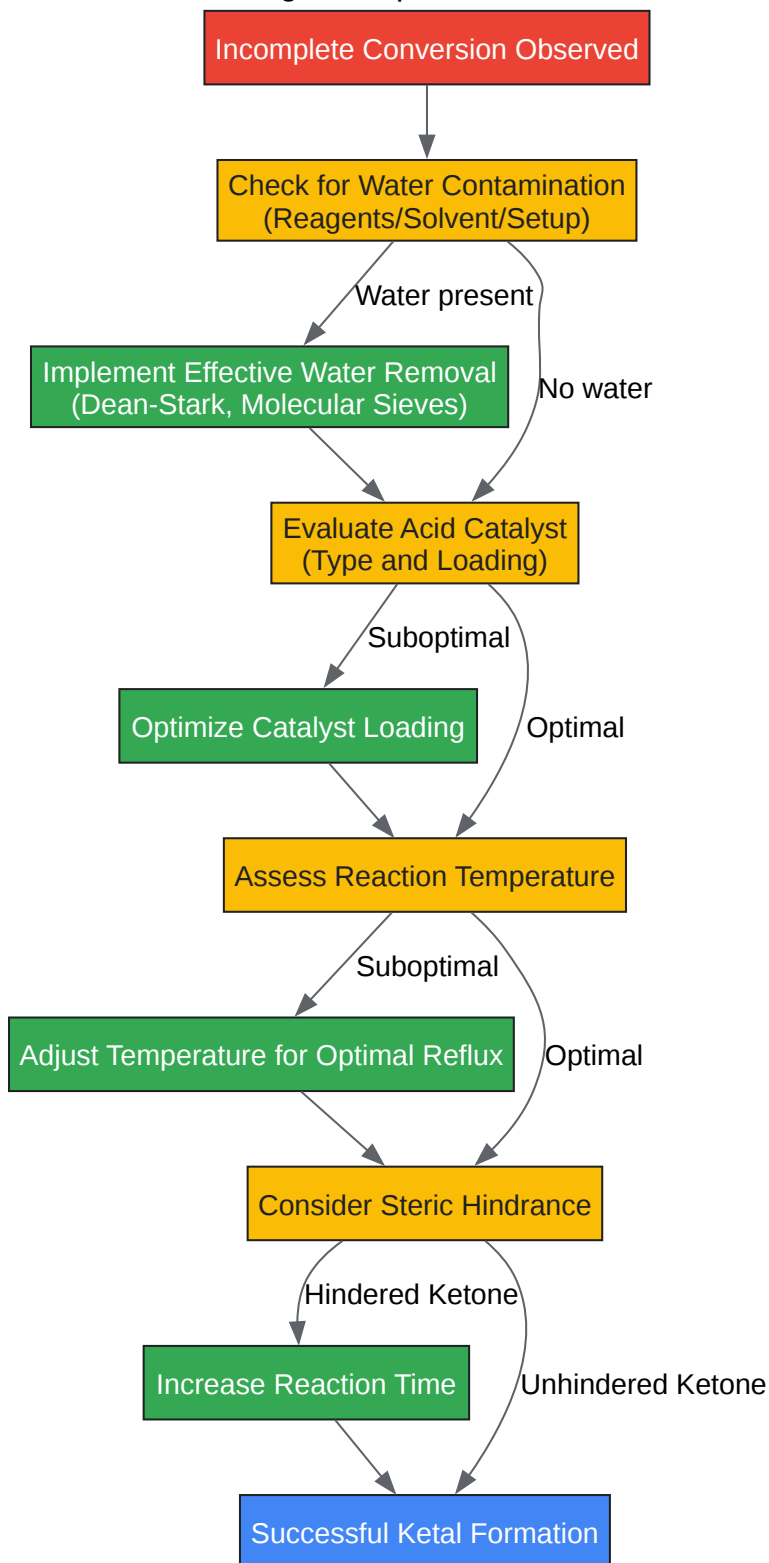 Incomplete Conversion Observed
Check for Water Contamination
(Reagents/Solvent/Setup)
Water present
Implement Effective Water Removal
(Dean-Stark, Molecular Sieves)
No water
Evaluate Acid Catalyst
(Type and Loading)
Suboptimal
Optimize Catalyst Loading
Optimal
Assess Reaction Temperature
Suboptimal
Adjust Temperature for Optimal Reflux
Optimal
Consider Steric Hindrance
Hindered Ketone
Increase Reaction Time
Unhindered Ketone
Successful Ketal Formation